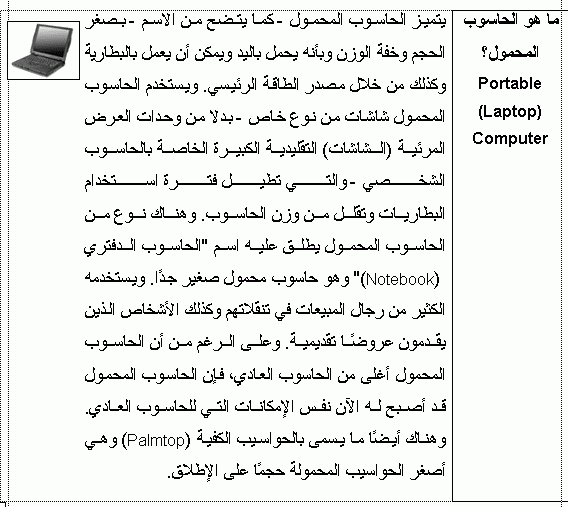 ما هو الحاسوب
المحمول؟
Portable
(Laptop)
Computer
يتميز الحاسوب المحمول - كما يتضح من الاسم - بصغر
الحجم وخفة الوزن وبأنه يحمل باليد ويمكن أن يعمل بالبطارية
وكذلك من خلال مصدر الطاقة الرئيسي. ويستخدم الحاسوب
المحمول شاشات من نوع خاص - بدلا من وحدات العرض
المرئية (الشاشات) التقليدية الكبيرة الخاصة بالحاسوب
الشخصي - والتي تطيل فترة استخدام
البطاريات وتقلل من وزن الحاسوب. وهناك نوع من
الحاسوب المحمول يطلق عليه اسم "الحاسوب الدفتري
(Notebook)" وهو حاسوب محمول صغير جدًا. ويستخدمه
الكثير من رجال المبيعات في تنقلاتهم وكذلك الأشخاص الذين
يقدمون عروضًا تقديمية. وعلى الرغم من أن الحاسوب
المحمول أغلى من الحاسوب العادي، فإن الحاسوب المحمول
قد أصبح له الآن نفس الإمكانات التي للحاسوب العادي.
وهناك أيضًا ما يسمى بالحواسيب الكفية (Palmtop) وهي
أصغر الحواسيب المحمولة حجمًا على الإطلاق.